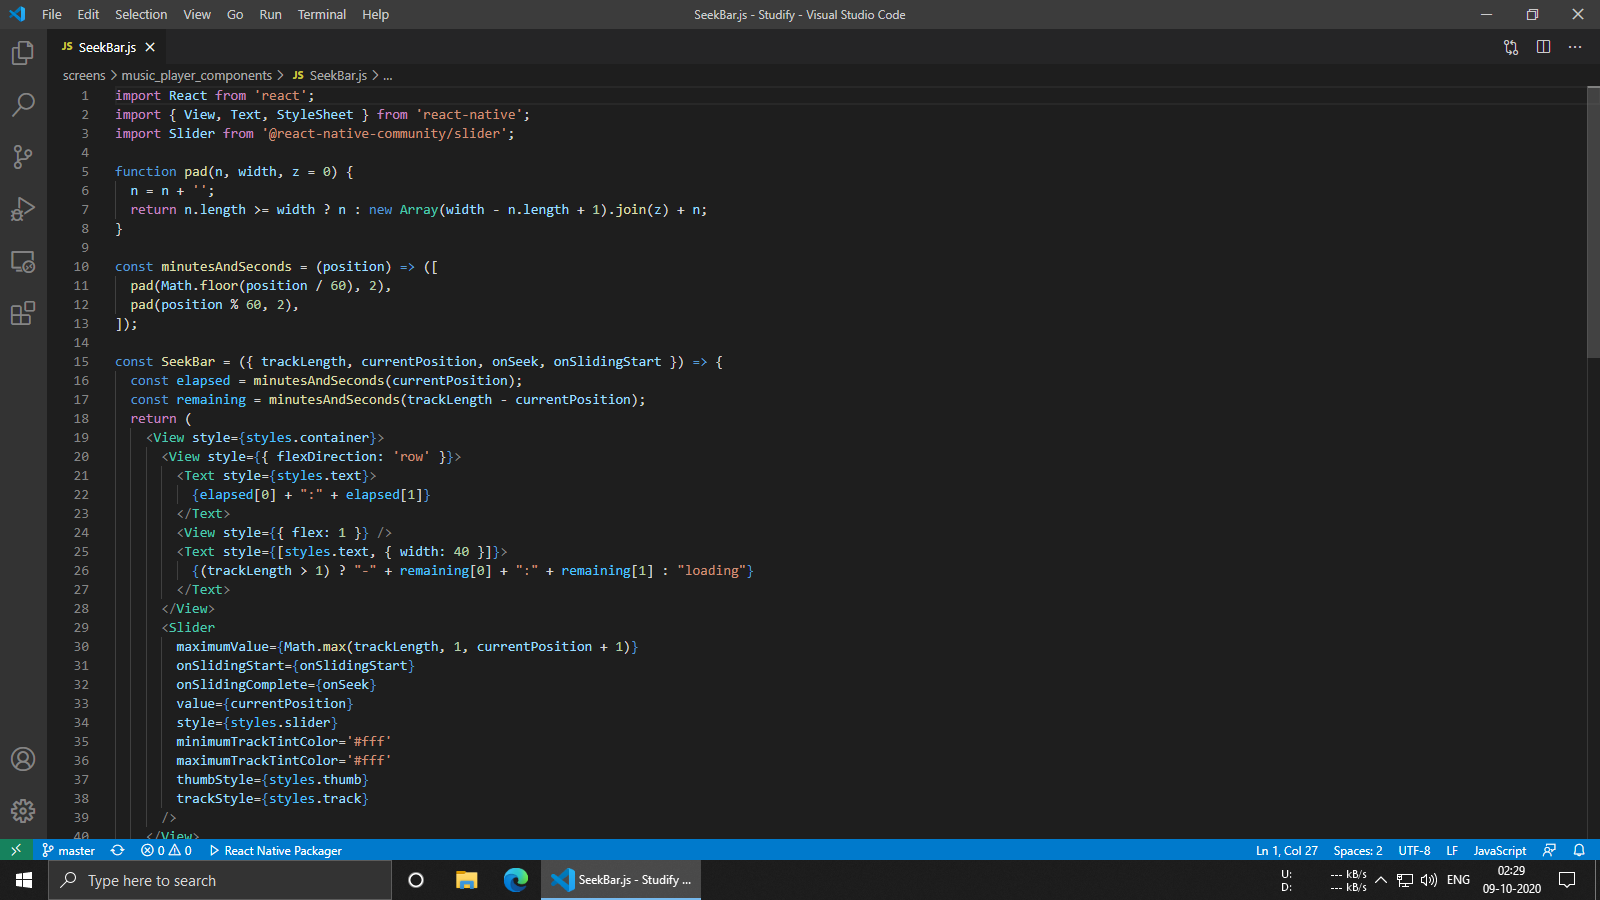 File Edit Selection View Go Run Terminal Help
SeekBar.js - Studify - Visual Studio Code
JS SeekBar.js
screens > music_player_components > JS SeekBar.js > ...
1 import React from 'react';
2 import { View, Text, StyleSheet } from 'react-native';
3 import Slider from '@react-native-community/slider';
4
5 function pad(n, width, z = 0) {
6 n = n + '';
7 return n.length >= width ? n : new Array(width - n.length + 1).join(z) + n;
8 }
9
10 const minutesAndSeconds = (position) => ([
11 pad(Math.floor(position / 60), 2),
12 pad(position % 60, 2),
13 ]);
14
15 const SeekBar = ({ trackLength, currentPosition, onSeek, onSlidingStart }) => {
16 const elapsed = minutesAndSeconds(currentPosition);
17 const remaining = minutesAndSeconds(trackLength - currentPosition);
18 return (
19 <View style={styles.container}>
20 <View style={{ flexDirection: 'row' }}>
21 <Text style={styles.text}>
22 {elapsed[0] + ":" + elapsed[1]}
23 </Text>
24 <View style={{ flex: 1 }} />
25 <Text style={[styles.text, { width: 40 }]}>
26 {(trackLength > 1) ? "-" + remaining[0] + ":" + remaining[1] : "loading"}
27 </Text>
28 </View>
29 <Slider
30 maximumValue={Math.max(trackLength, 1, currentPosition + 1)}
31 onSlidingStart={onSlidingStart}
32 onSlidingComplete={onSeek}
33 value={currentPosition}
34 style={styles.slider}
35 minimumTrackTintColor='#fff'
36 maximumTrackTintColor='#fff'
37 thumbStyle={styles.thumb}
38 trackStyle={styles.track}
39 />
40 </View>
master 0 0 React Native Packager Ln 1, Col 27 Spaces: 2 UTF-8 LF JavaScript
Type here to search
SeekBar.js - Studify ...
U: --- kB/s
D: --- kB/s
ENG
02:29
09-10-2020